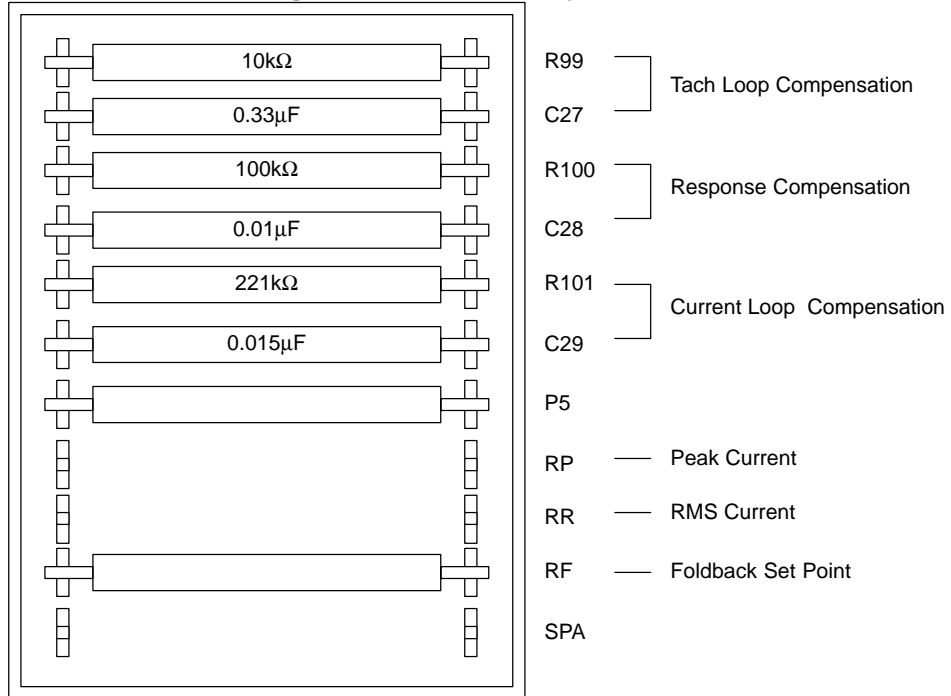 10kΩ R99
Tach Loop Compensation
0.33μF C27
100kΩ R100
Response Compensation
0.01μF C28
221kΩ R101
Current Loop Compensation
0.015μF C29
P5
RP Peak Current
RR RMS Current
RF Foldback Set Point
SPA